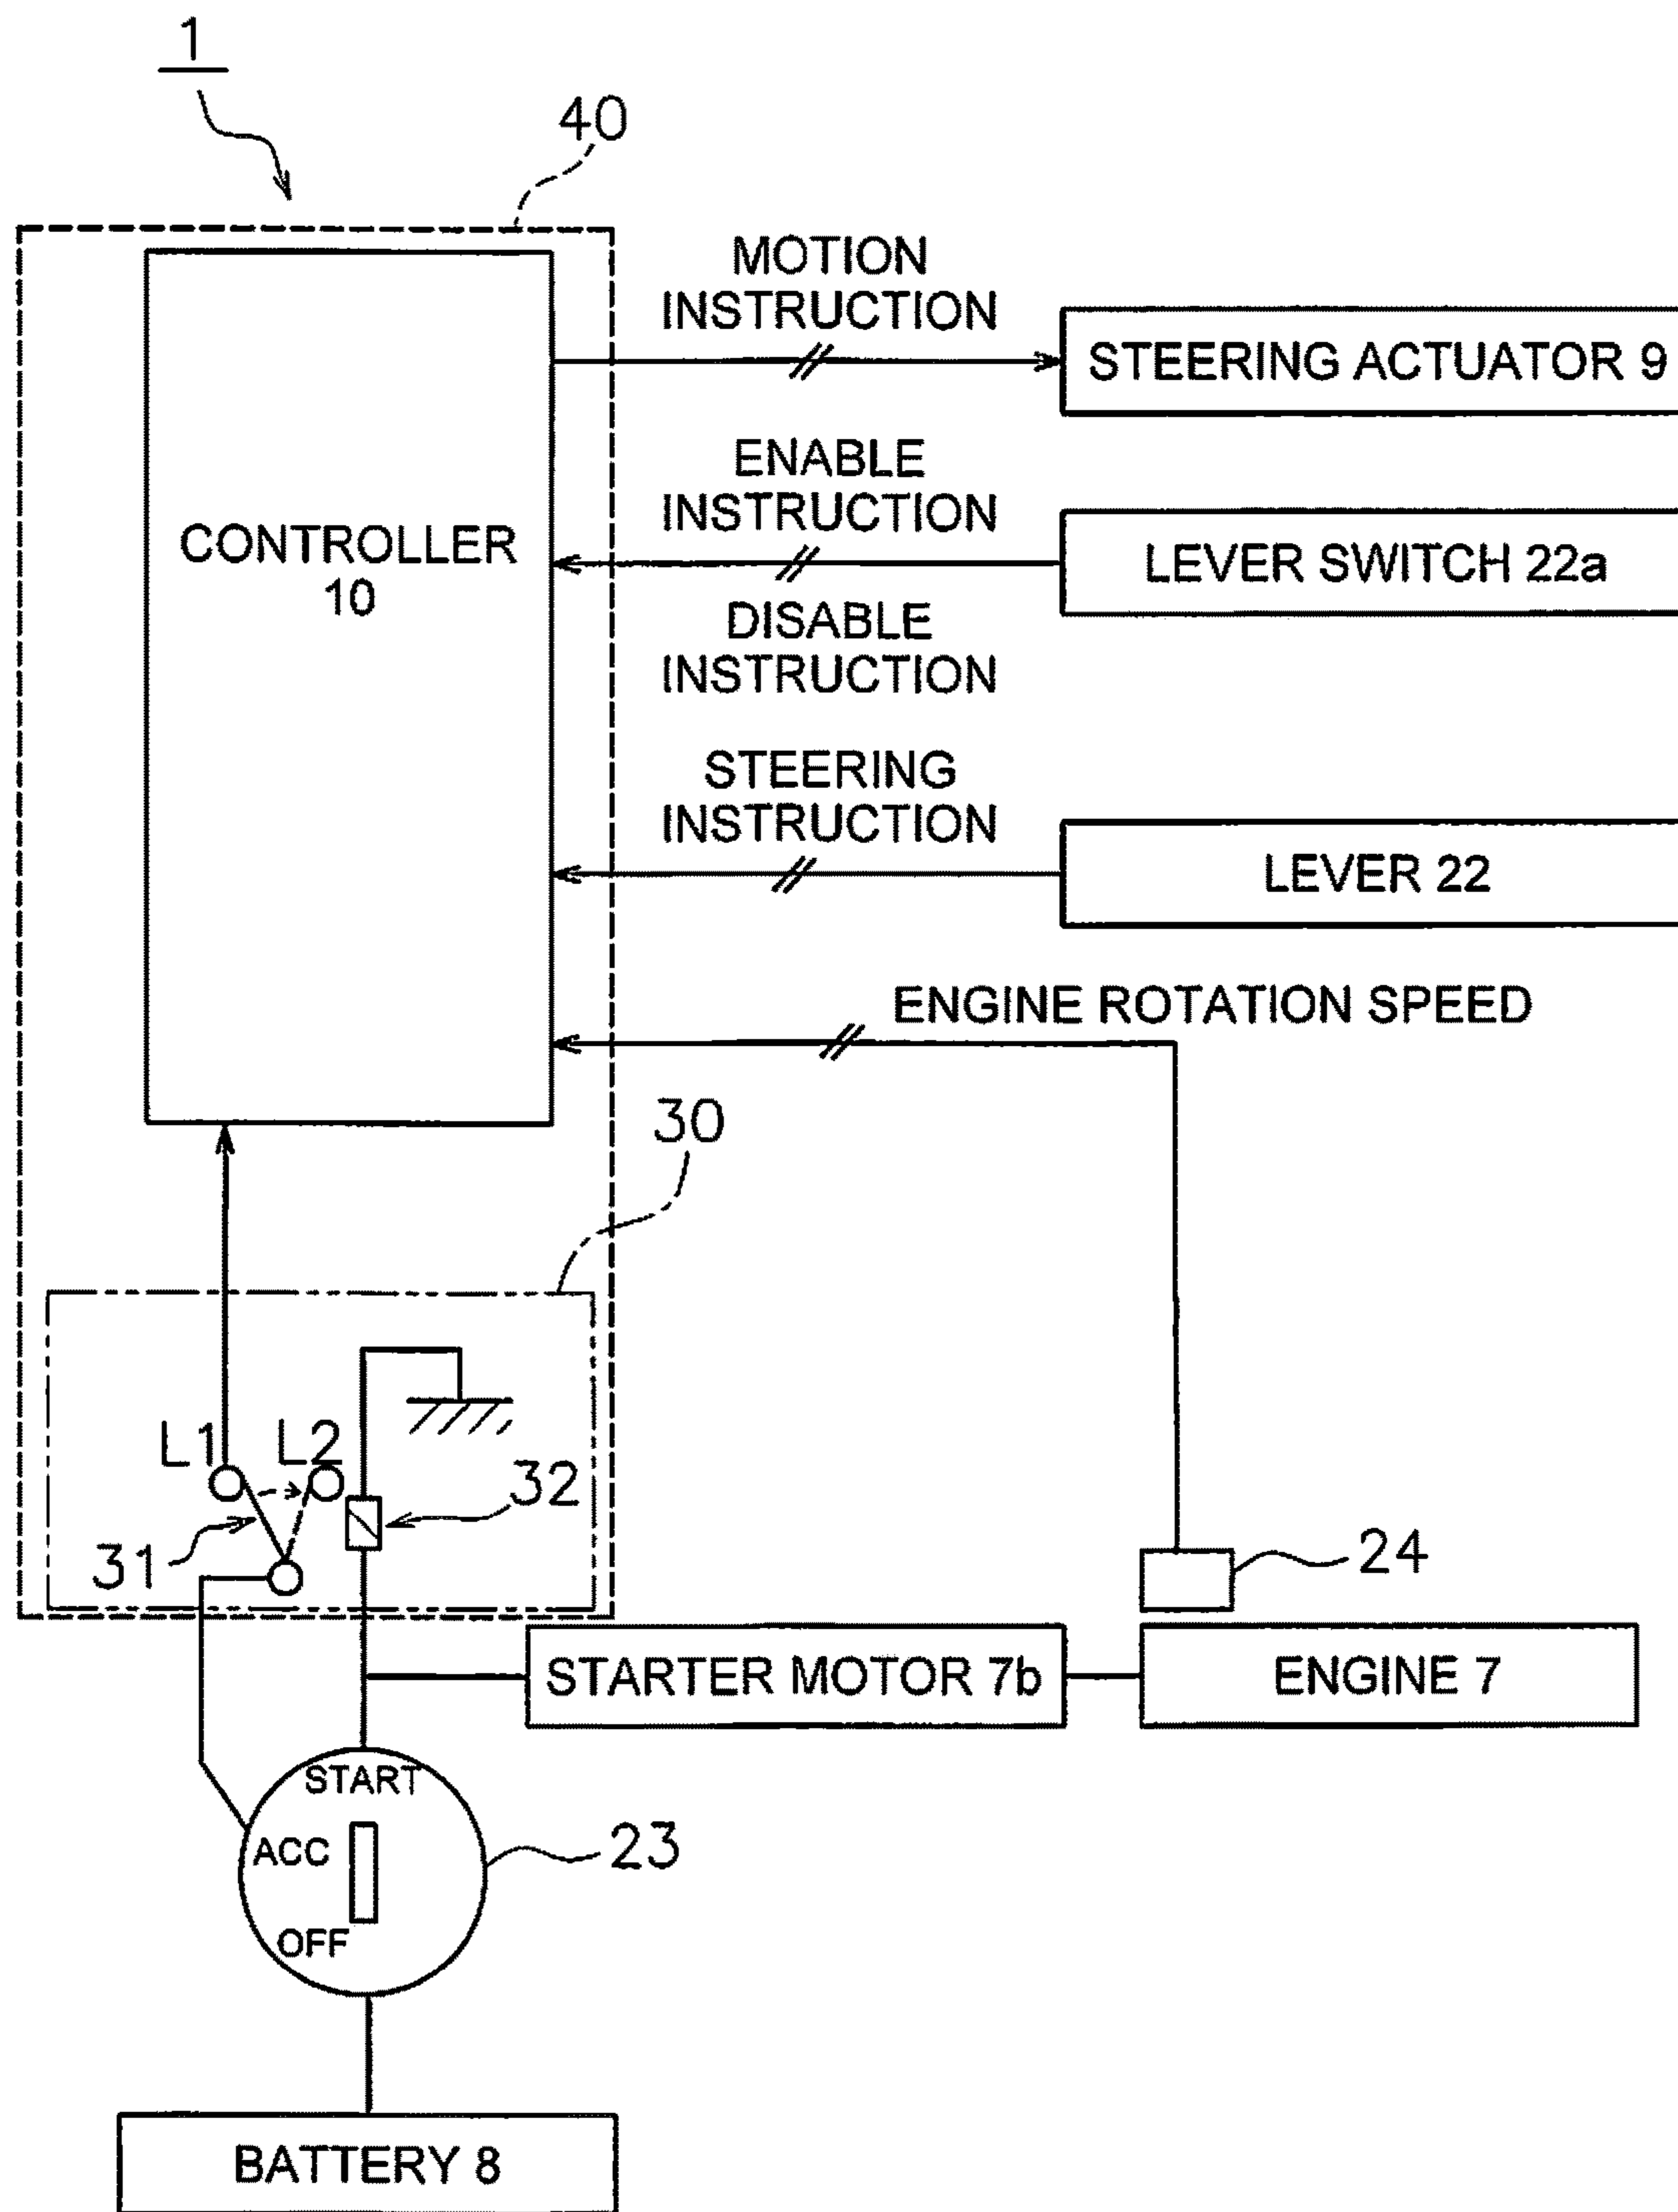 1
40
MOTION
INSTRUCTION
STEERING ACTUATOR 9
ENABLE
INSTRUCTION
CONTROLLER
10
LEVER SWITCH 22a
DISABLE
INSTRUCTION
STEERING
INSTRUCTION
LEVER 22
ENGINE ROTATION SPEED
30
L1
L2
32
31
24
STARTER MOTOR 7b
ENGINE 7
START
ACC
23
OFF
BATTERY 8